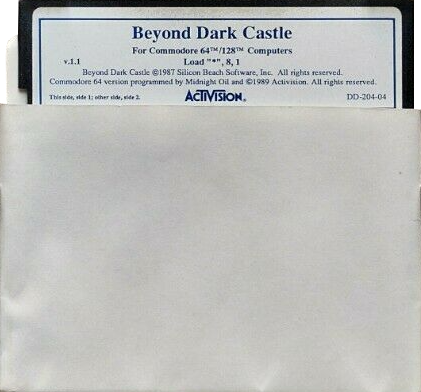 Beyond Dark Castle
For Commodore 64™/128™ Computers
v.1.1
Load "*", 8, 1
Beyond Dark Castle ©1987 Silicon Beach Software, Inc. All rights reserved.
Commodore 64 version programmed by Midnight Oil and ©1989 Activision. All rights reserved.
This side, side 1; other side, side 2.
ACTIVISION.
DD-204-04